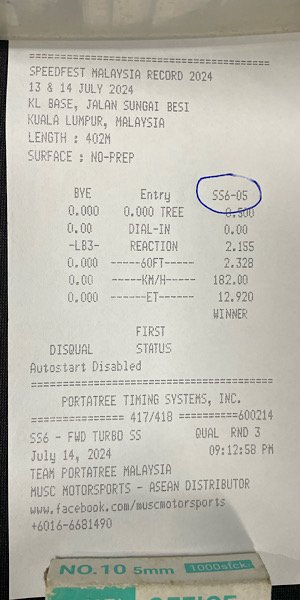 ====================================
SPEEDFEST MALAYSIA RECORD 2024
13 & 14 JULY 2024
KL BASE, JALAN SUNGAI BESI
KUALA LUMPUR, MALAYSIA
LENGTH : 402M
SURFACE : NO-PREP
BYE Entry SS6-05
0.000 0.000 TREE 0.500
0.00 DIAL-IN 0.00
-LB3- REACTION 2.155
0.000 -----60FT----- 2.328
0.00 -----KM/H----- 182.00
0.000 ------ET------ 12.920
WINNER
FIRST
DISQUAL STATUS
Autostart Disabled
====================================
PORTATREE TIMING SYSTEMS, INC.
============== 417/418 ==========600214
SS6 - FWD TURBO SS QUAL RND 3
July 14, 2024 09:12:58 PM
TEAM PORTATREE MALAYSIA
MUSC MOTORSPORTS - ASEAN DISTRIBUTOR
www.facebook.com/muscmotorsports
+6016-6681490
NO.10 5mm 1000stck.